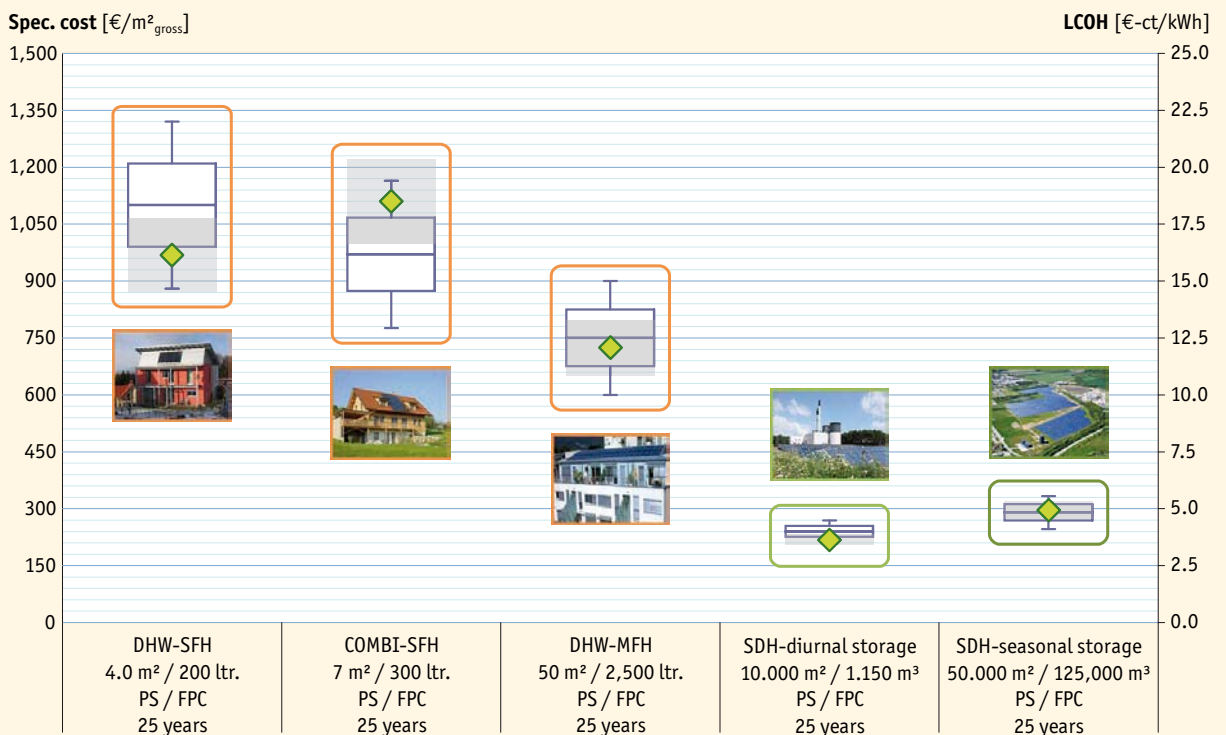 Spec. cost [€/m²gross]
LCOH [€-ct/kWh]
1,500
1,350
1,200
1,050
900
750
600
450
300
150
0
25.0
22.5
20.0
17.5
15.0
12.5
10.0
7.5
5.0
2.5
0.0
DHW-SFH
4.0 m² / 200 ltr.
PS / FPC
25 years
COMBI-SFH
7 m² / 300 ltr.
PS / FPC
25 years
DHW-MFH
50 m² / 2,500 ltr.
PS / FPC
25 years
SDH-diurnal storage
10.000 m² / 1.150 m³
PS / FPC
25 years
SDH-seasonal storage
50.000 m² / 125,000 m³
PS / FPC
25 years